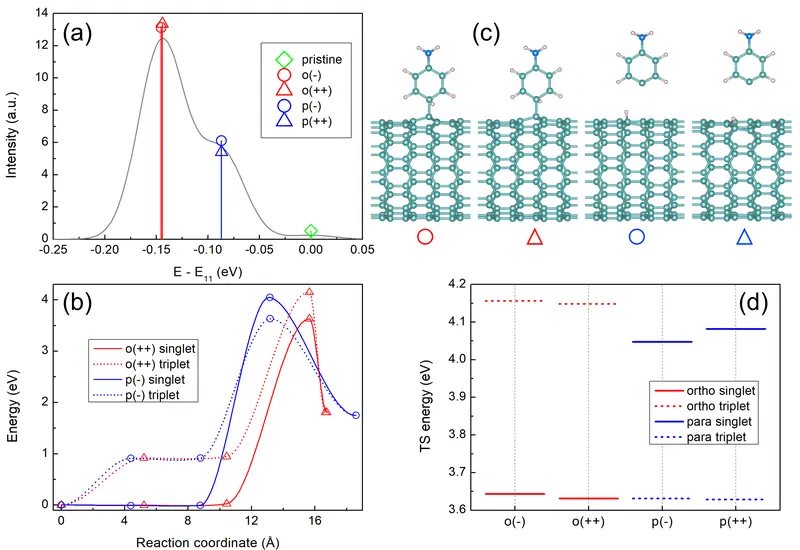 (a)
14
12
10
8
6
4
2
0
Intensity (a.u.)
-0.25
-0.20
-0.15
-0.10
-0.05
0.00
0.05
E - E11 (eV)
pristine
o(-)
o(++)
p(-)
p(++)
(c)
(b)
4
3
2
1
0
Energy (eV)
0
4
8
12
16
Reaction coordinate (Å)
o(++) singlet
o(++) triplet
p(-) singlet
p(-) triplet
(d)
4.2
4.1
4.0
3.9
3.8
3.7
3.6
TS energy (eV)
ortho singlet
ortho triplet
para singlet
para triplet
o(-)
o(++)
p(-)
p(++)